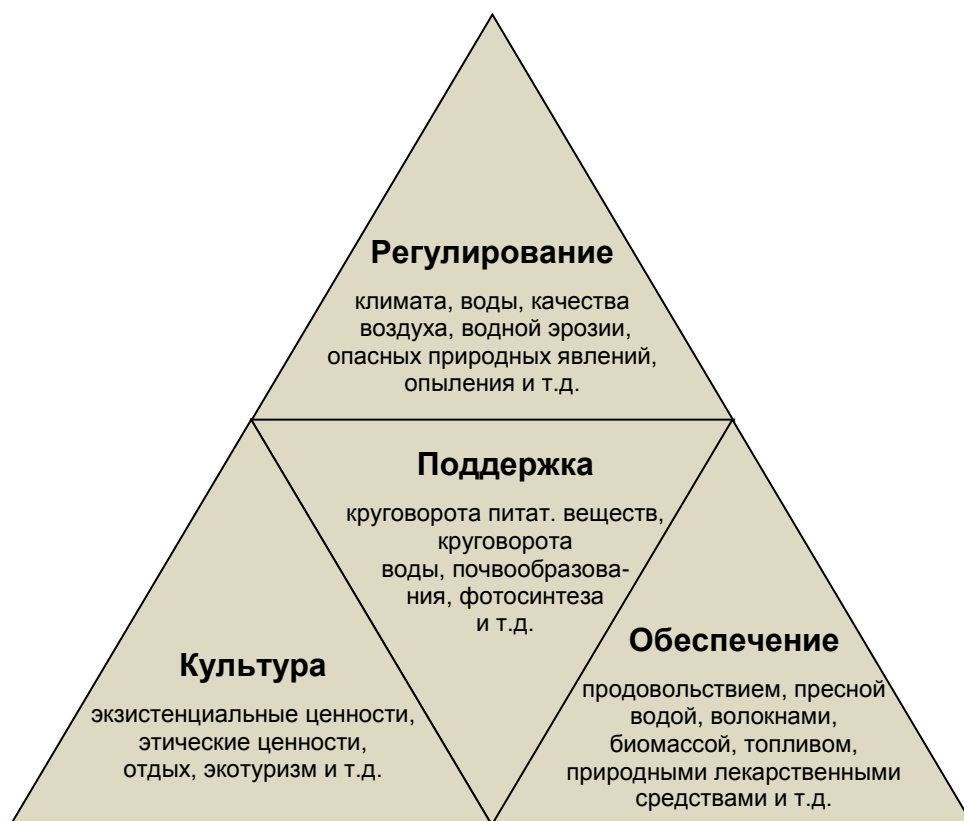 Регулирование
климата, воды, качества
воздуха, водной эрозии,
опасных природных явлений,
опыления и т.д.
Поддержка
круговорота питат. веществ,
круговорота
воды, почвообразова-
ния, фотосинтеза
и т.д.
Культура
экзистенциальные ценности,
этические ценности,
отдых, экотуризм и т.д.
Обеспечение
продовольствием, пресной
водой, волокнами,
биомассой, топливом,
природными лекарственными
средствами и т.д.